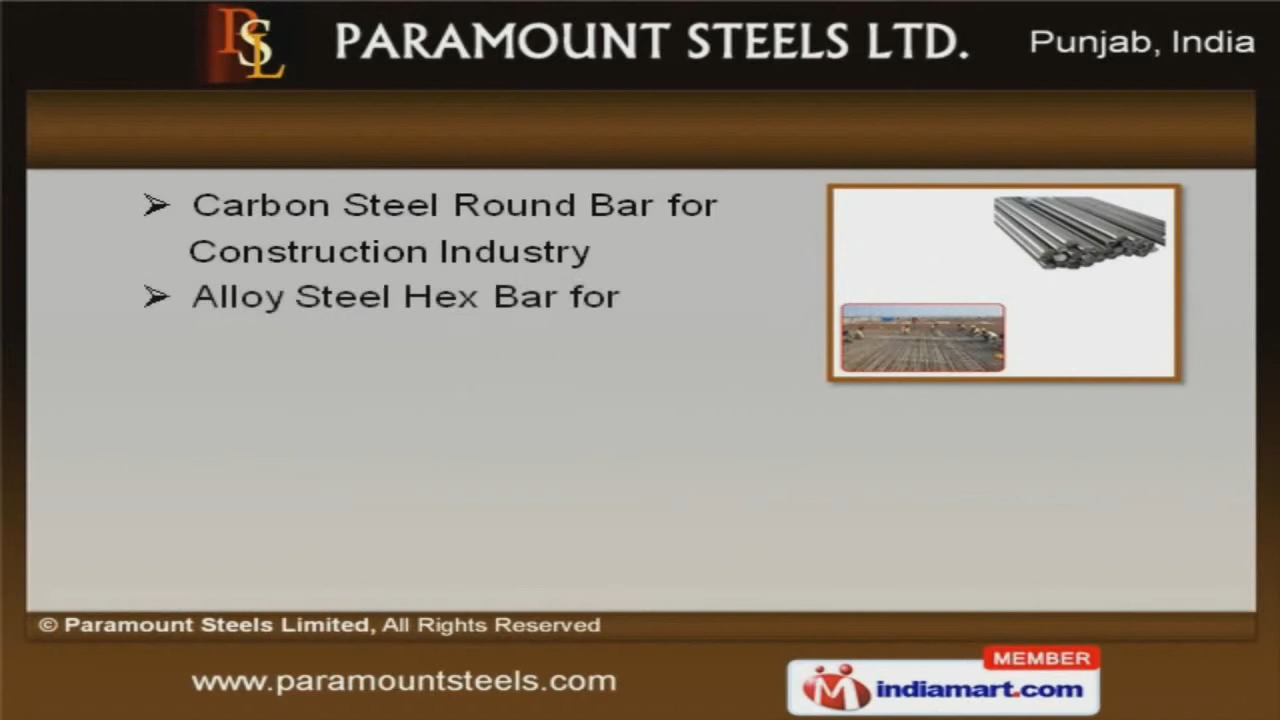 PSL
PARAMOUNT STEELS LTD.
Punjab, India
➢ Carbon Steel Round Bar for
Construction Industry
➢ Alloy Steel Hex Bar for
© Paramount Steels Limited, All Rights Reserved
www.paramountsteels.com
MEMBER
indiamart.com